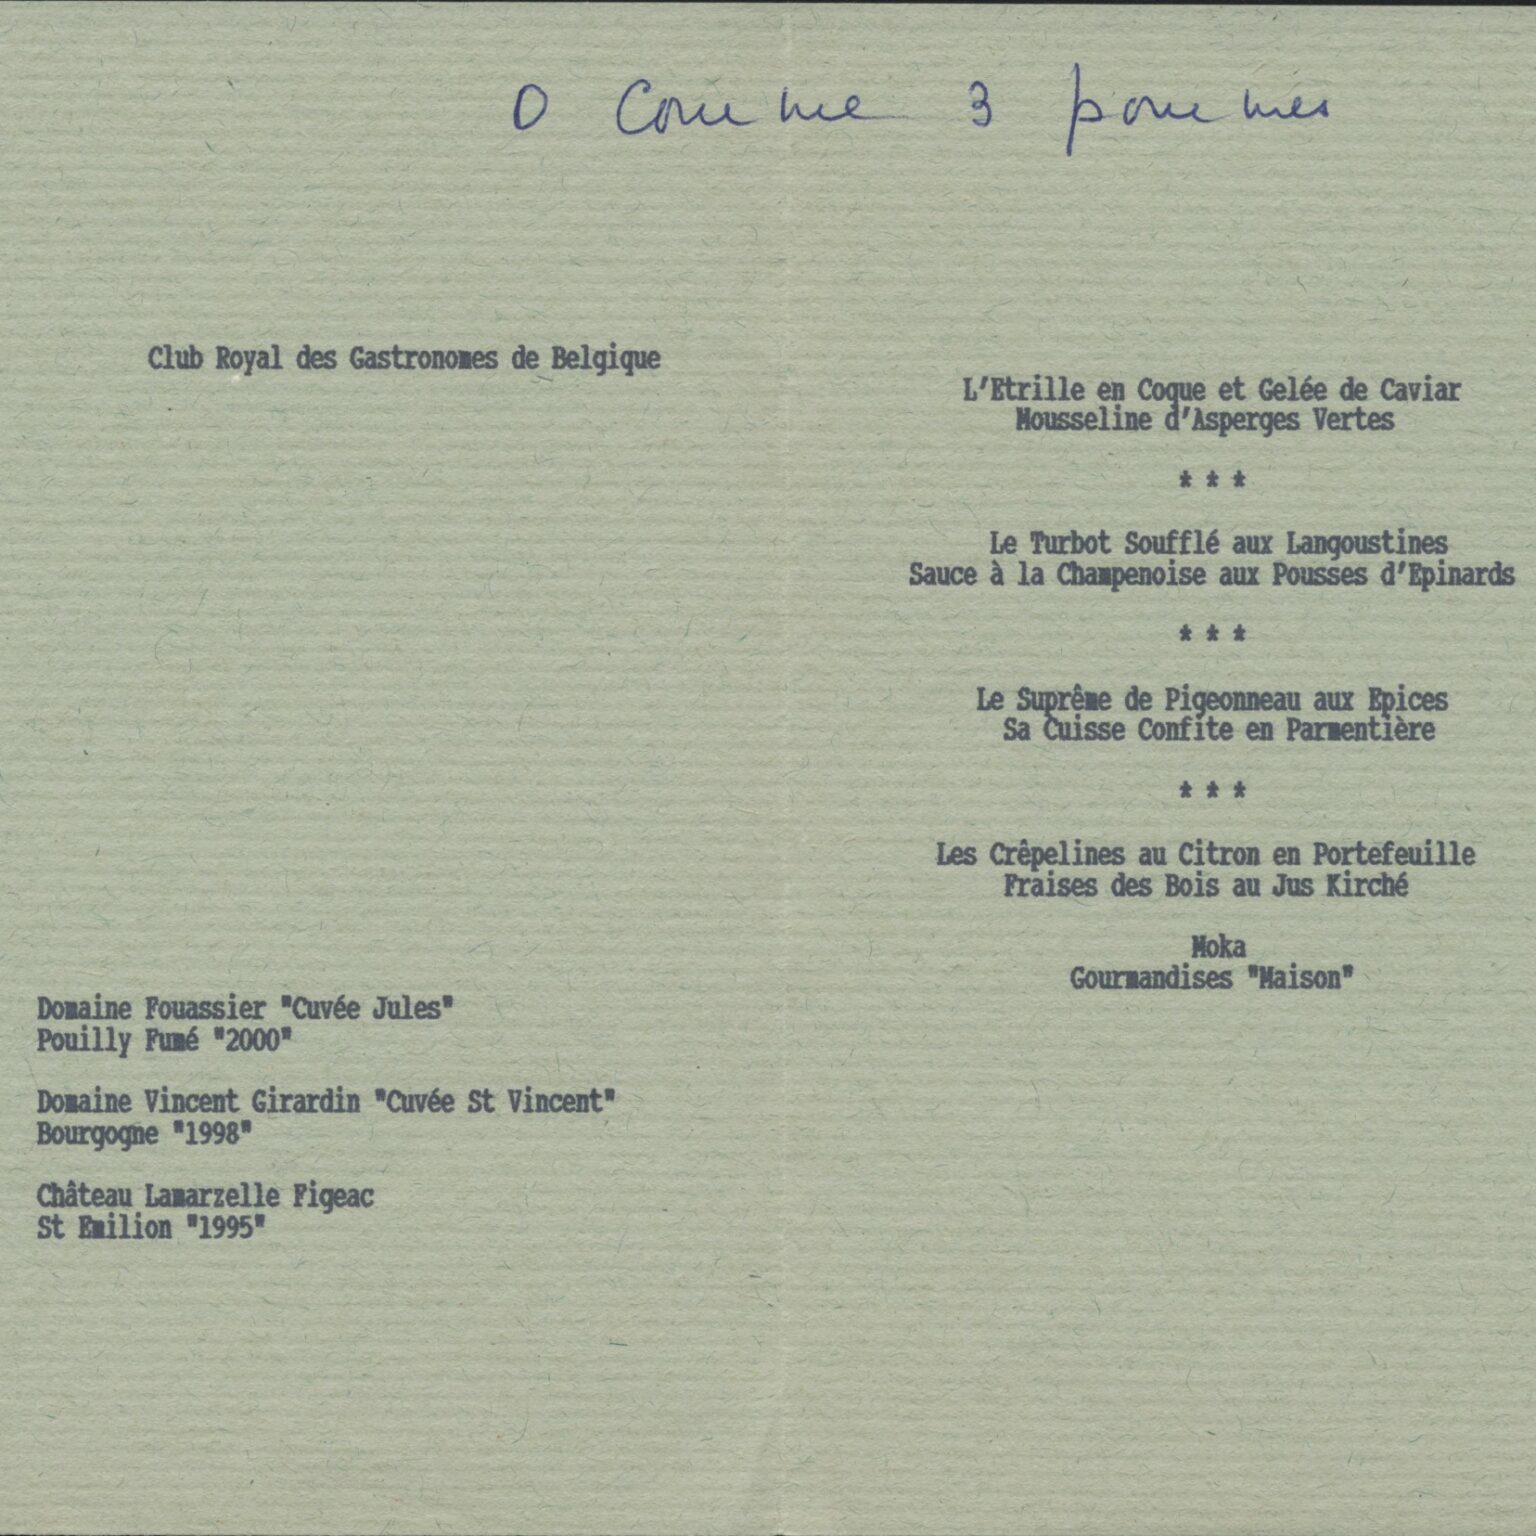 O comme 3 pommes
Club Royal des Gastronomes de Belgique
Domaine Fouassier "Cuvée Jules"
Pouilly Fumé "2000"
Domaine Vincent Girardin "Cuvée St Vincent"
Bourgogne "1998"
Château Lamarzelle Figeac
St Emilion "1995"
L'Etrille en Coque et Gelée de Caviar
Mousseline d'Asperges Vertes
* * *
Le Turbot Soufflé aux Langoustines
Sauce à la Champenoise aux Pousses d'Epinards
* * *
Le Suprême de Pigeonneau aux Epices
Sa Cuisse Confite en Parmentière
* * *
Les Crêpelines au Citron en Portefeuille
Fraises des Bois au Jus Kirché
Moka
Gourmandises "Maison"